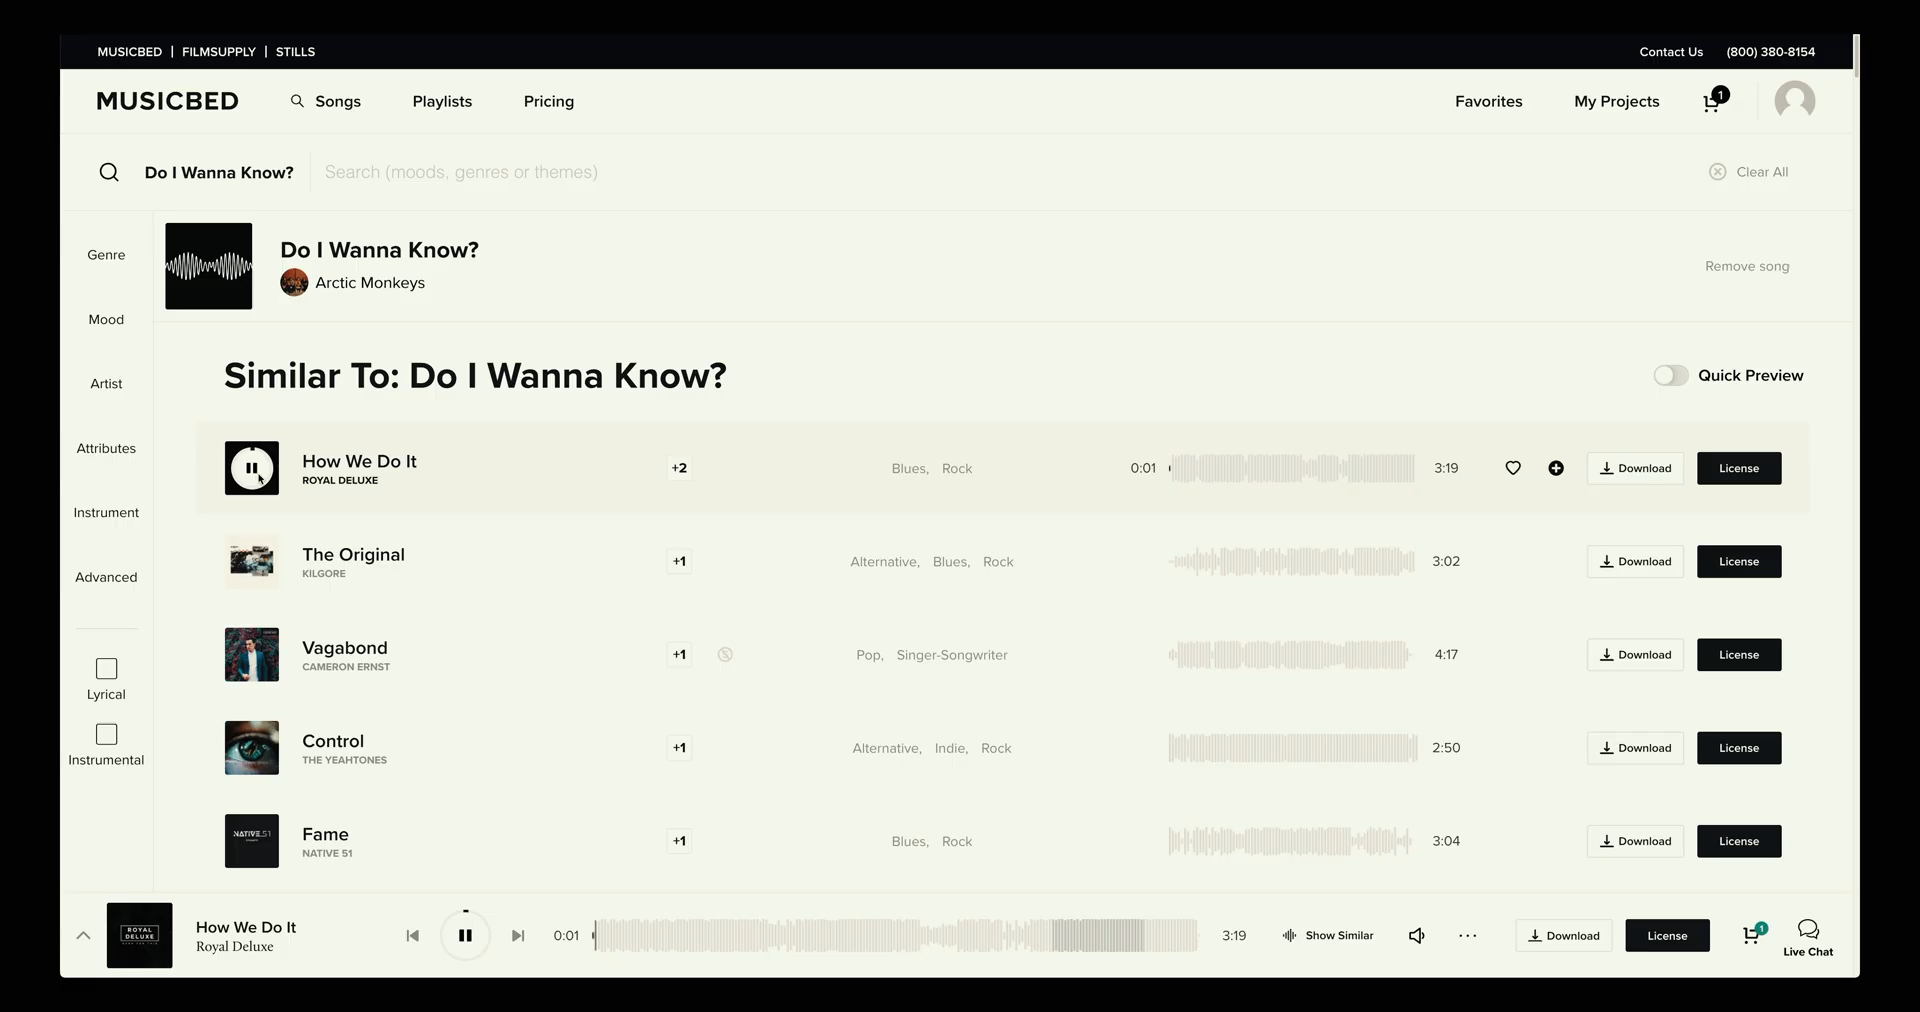 MUSICBED | FILMSUPPLY | STILLS
Contact Us (800) 380-8154
MUSICBED Songs Playlists Pricing Favorites My Projects 1
Do I Wanna Know? Search (moods, genres or themes) Clear All
Genre
Mood
Artist
Attributes
Instrument
Advanced
Lyrical
Instrumental
Do I Wanna Know?
Arctic Monkeys
Remove song
Similar To: Do I Wanna Know?
Quick Preview
How We Do It
ROYAL DELUXE
+2 Blues, Rock 0:01 3:19 Download License
The Original
KILGORE
+1 Alternative, Blues, Rock 3:02 Download License
Vagabond
CAMERON ERNST
+1 Pop, Singer-Songwriter 4:17 Download License
Control
THE YEAHTONES
+1 Alternative, Indie, Rock 2:50 Download License
NATIVE 51
Fame
NATIVE 51
+1 Blues, Rock 3:04 Download License
ROYAL
DELUXE
How We Do It
Royal Deluxe
0:01 3:19 Show Similar ... Download License 1
Live Chat